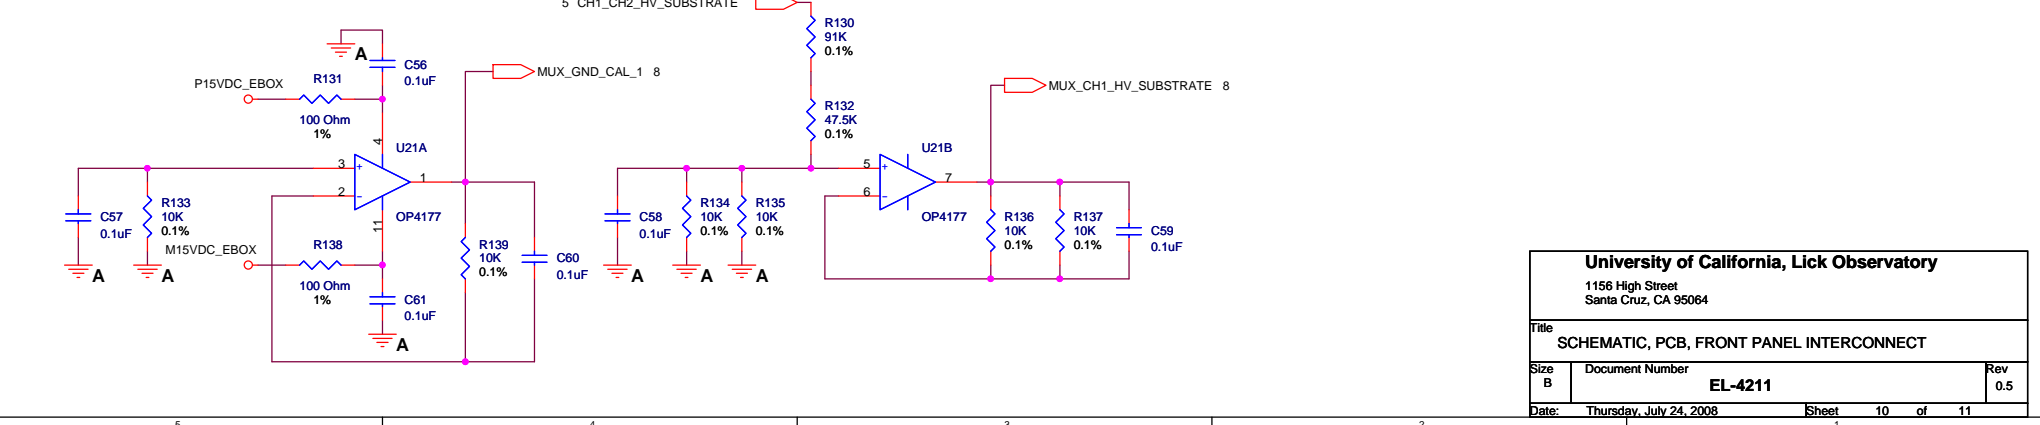 5 CH1_CH2_HV_SUBSTRATE
R130
91K
0.1%
A
C56
0.1uF
R131
P15VDC_EBOX
100 Ohm
1%
MUX_GND_CAL_1 8
MUX_CH1_HV_SUBSTRATE 8
R132
47.5K
0.1%
4
U21A
3
+
1
2
-
OP4177
11
C57
0.1uF
R133
10K
0.1%
M15VDC_EBOX
R138
100 Ohm
1%
A
A
C61
0.1uF
A
R139
10K
0.1%
C60
0.1uF
U21B
5
+
7
6
-
OP4177
C58
0.1uF
R134
10K
0.1%
R135
10K
0.1%
A
A
A
R136
10K
0.1%
R137
10K
0.1%
C59
0.1uF
University of California, Lick Observatory
1156 High Street
Santa Cruz, CA 95064
Title
SCHEMATIC, PCB, FRONT PANEL INTERCONNECT
Size
B
Document Number
EL-4211
Rev
0.5
Date: Thursday, July 24, 2008 Sheet 10 of 11
5 4 3 2 1